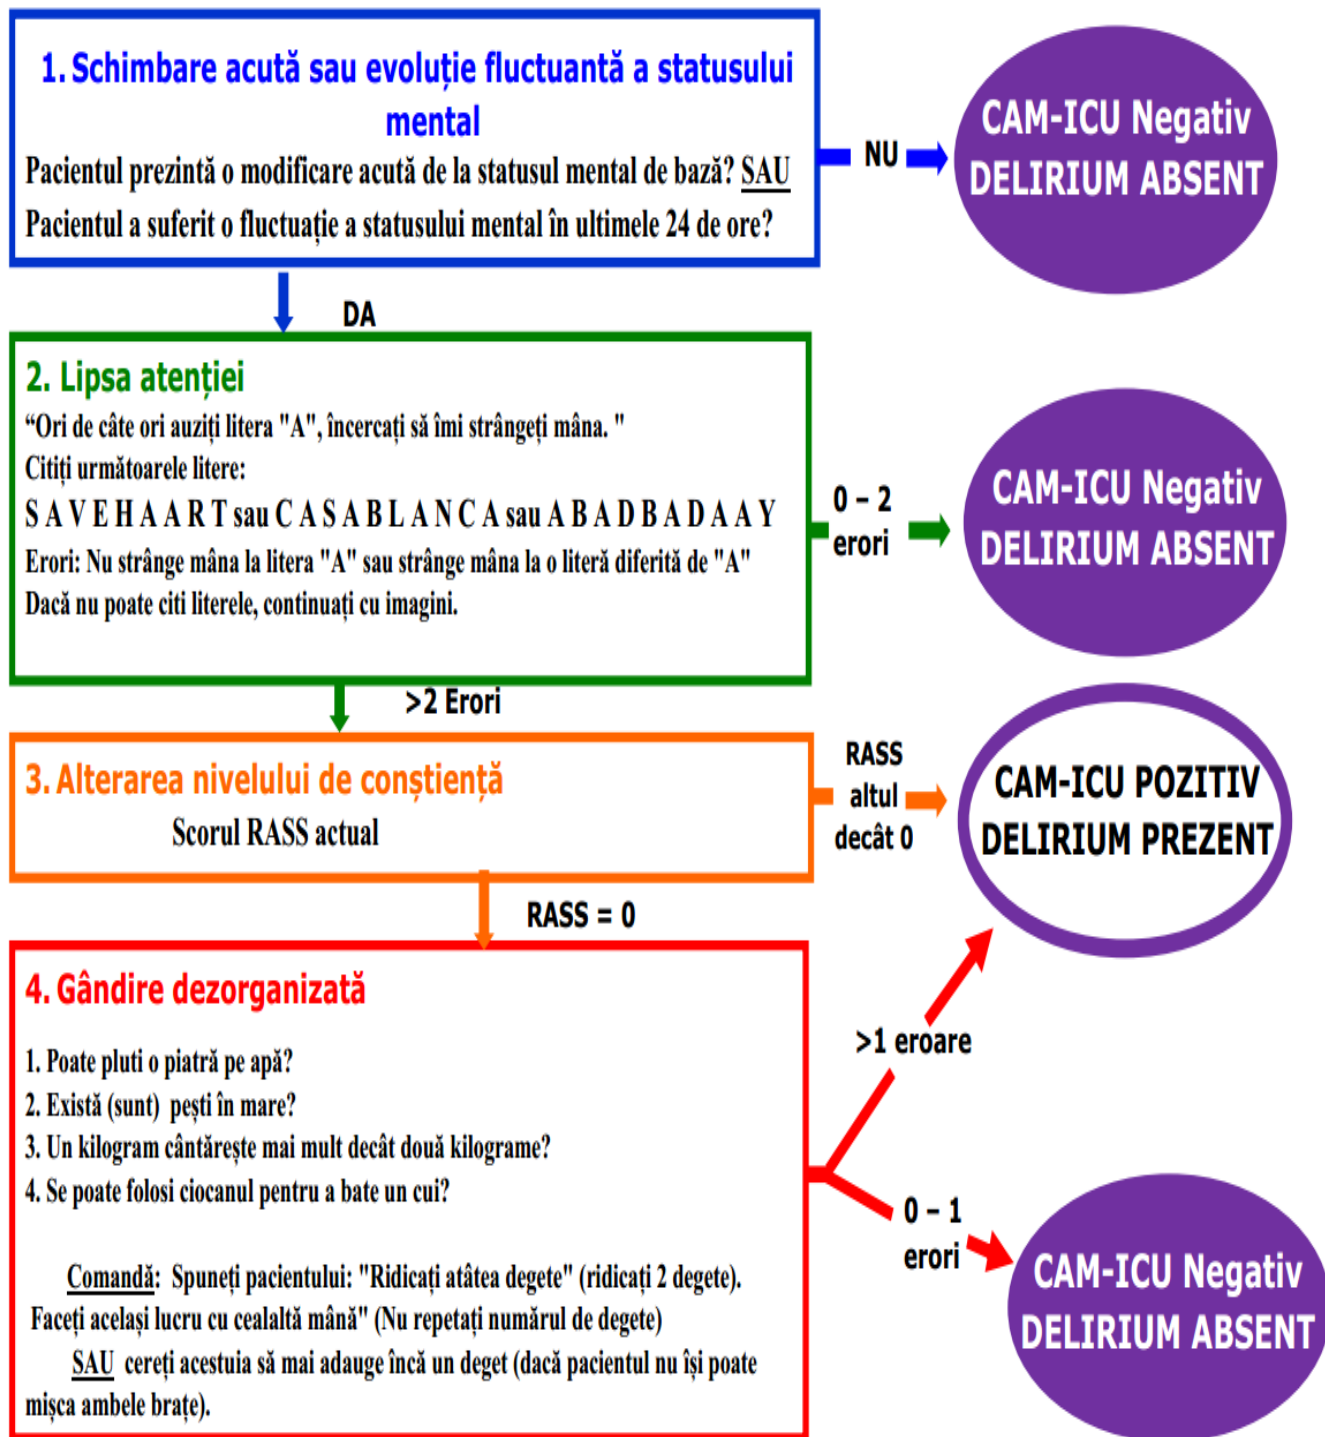 1. Schimbare acută sau evoluție fluctuantă a statusului
mental
Pacientul prezintă o modificare acută de la statusul mental de bază? SAU
Pacientul a suferit o fluctuație a statusului mental în ultimele 24 de ore?
NU
CAM-ICU Negativ
DELIRIUM ABSENT
DA
2. Lipsa atenției
“Ori de câte ori auziți litera "A", încercați să îmi strângeți mâna. "
Citiți următoarele litere:
S A V E H A A R T sau C A S A B L A N C A sau A B A D B A D A A Y
Erori: Nu strânge mâna la litera "A" sau strânge mâna la o literă diferită de "A"
Dacă nu poate citi literele, continuați cu imagini.
0 – 2
erori
CAM-ICU Negativ
DELIRIUM ABSENT
>2 Erori
3. Alterarea nivelului de conștiență
Scorul RASS actual
RASS
altul
decât 0
CAM-ICU POZITIV
DELIRIUM PREZENT
RASS = 0
4. Gândire dezorganizată
1. Poate pluti o piatră pe apă?
2. Există (sunt) pești în mare?
3. Un kilogram cântărește mai mult decât două kilograme?
4. Se poate folosi ciocanul pentru a bate un cui?
Comandă: Spuneți pacientului: "Ridicați atâtea degete" (ridicați 2 degete).
Faceți același lucru cu cealaltă mână" (Nu repetați numărul de degete)
SAU cereți acestuia să mai adauge încă un deget (dacă pacientul nu își poate
mișca ambele brațe).
>1 eroare
0 – 1
erori
CAM-ICU Negativ
DELIRIUM ABSENT